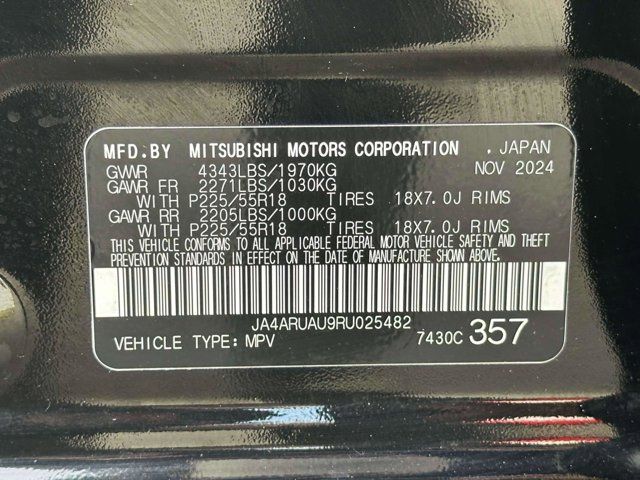 MFD.BY MITSUBISHI MOTORS CORPORATION . JAPAN
GWWR 4343LBS/1970KG NOV 2024
GAWR FR 2271LBS/1030KG
WITH P225/55R18 TIRES 18X7.0J RIMS
GAWR RR 2205LBS/1000KG
WITH P225/55R18 TIRES 18X7.0J RIMS
THIS VEHICLE CONFORMS TO ALL APPLICABLE FEDERAL MOTOR VEHICLE SAFETY AND THEFT
PREVENTION STANDARDS IN EFFECT ON THE DATE OF MANUFACTURE SHOWN ABOVE.
JA4ARUAU9RU025482
VEHICLE TYPE: MPV 7430C 357